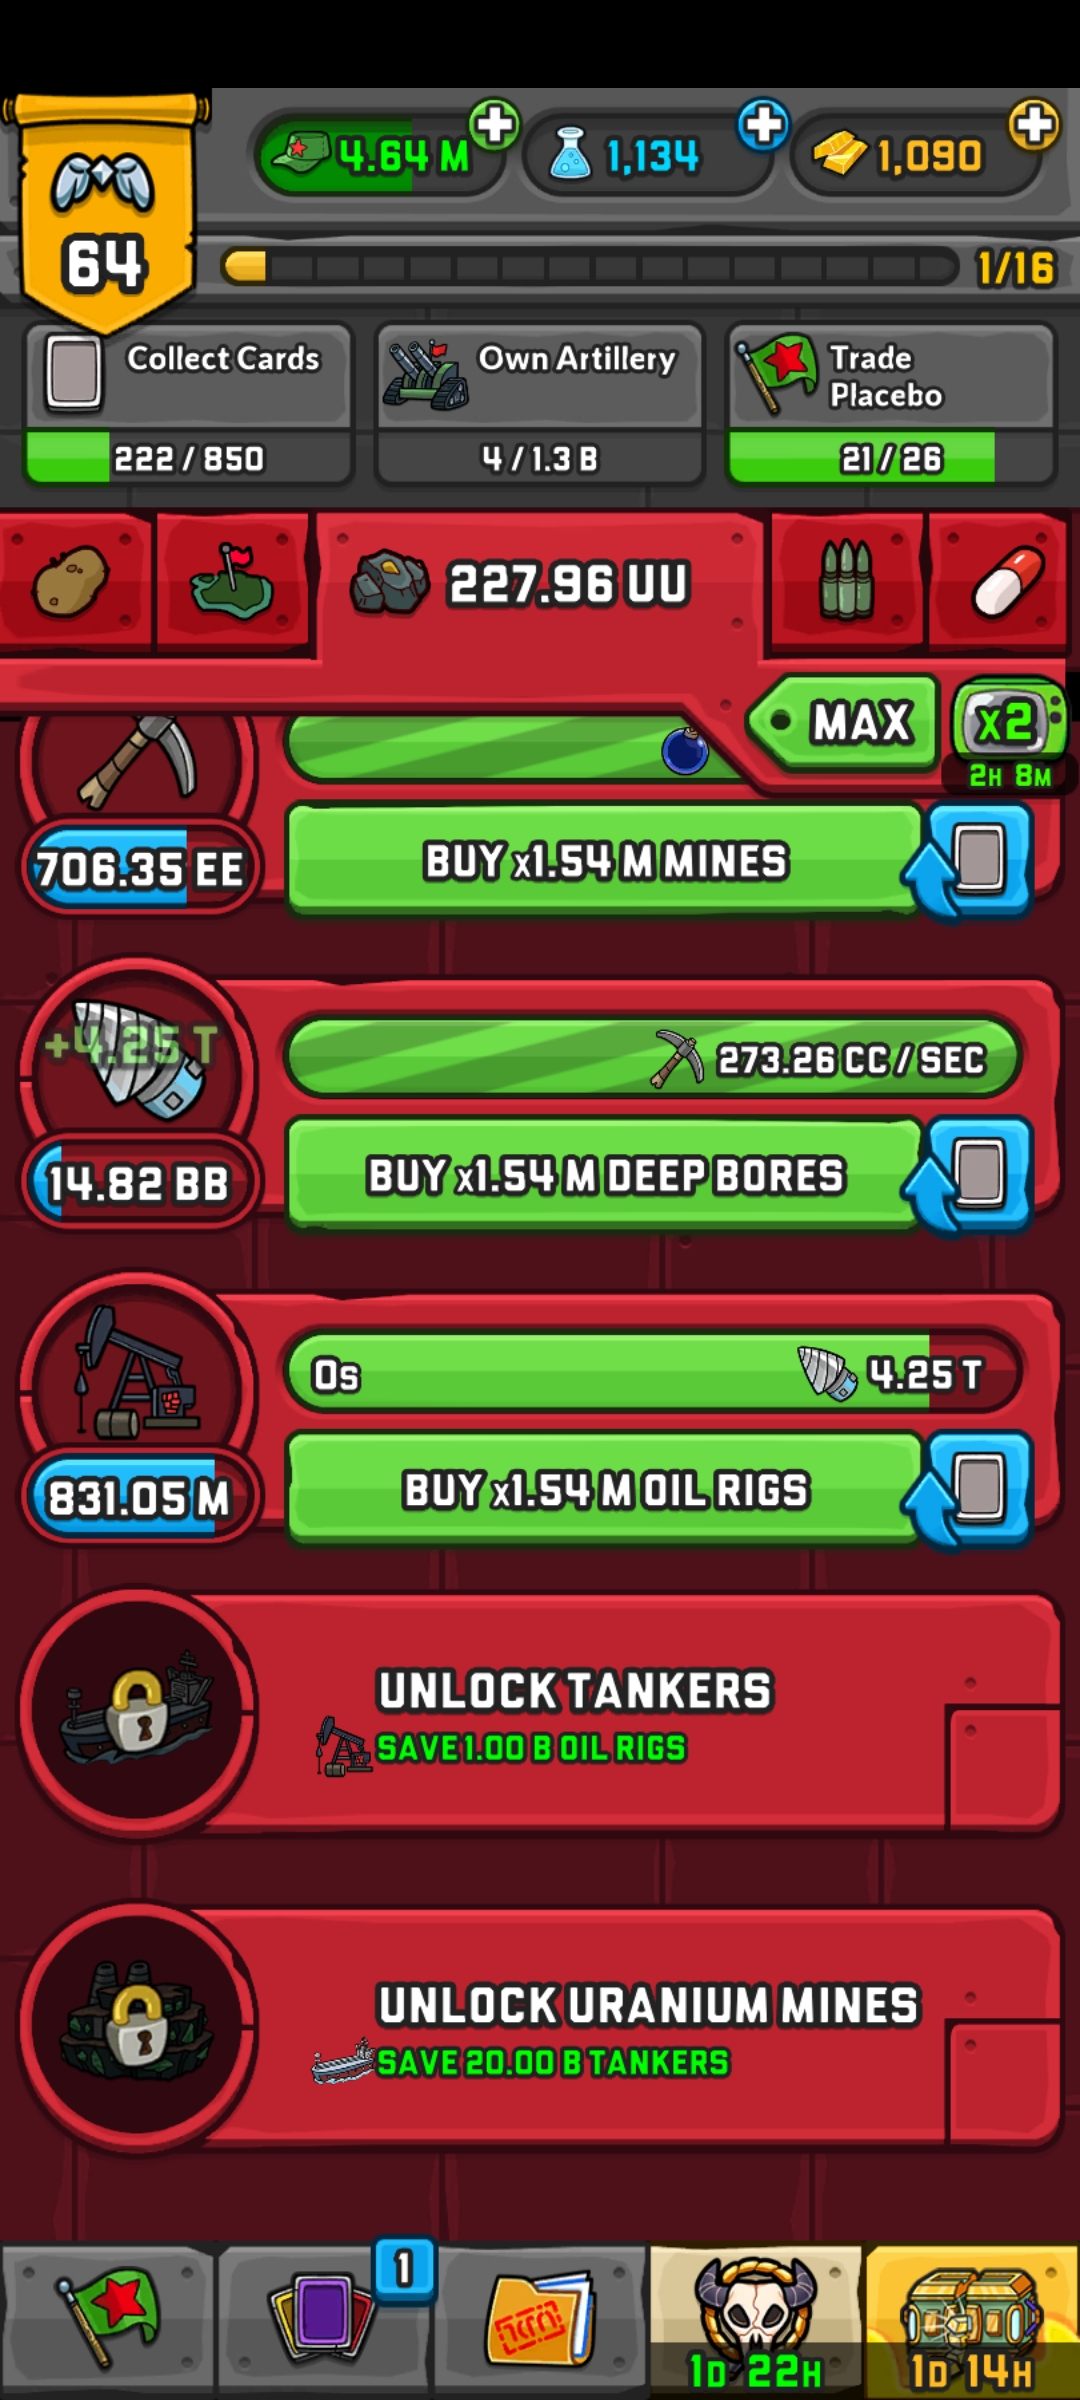 4.64 M
1,134
1,090
64
1/16
Collect Cards
222 / 850
Own Artillery
4 / 1.3 B
Trade
Placebo
21 / 26
227.96 UU
MAX
x2
2H 8M
706.35 EE
BUY x1.54 M MINES
+4.25 T
273.26 CC / SEC
14.82 BB
BUY x1.54 M DEEP BORES
0s
4.25 T
831.05 M
BUY x1.54 M OIL RIGS
UNLOCK TANKERS
SAVE 1.00 B OIL RIGS
UNLOCK URANIUM MINES
SAVE 20.00 B TANKERS
1
1D 22H
1D 14H